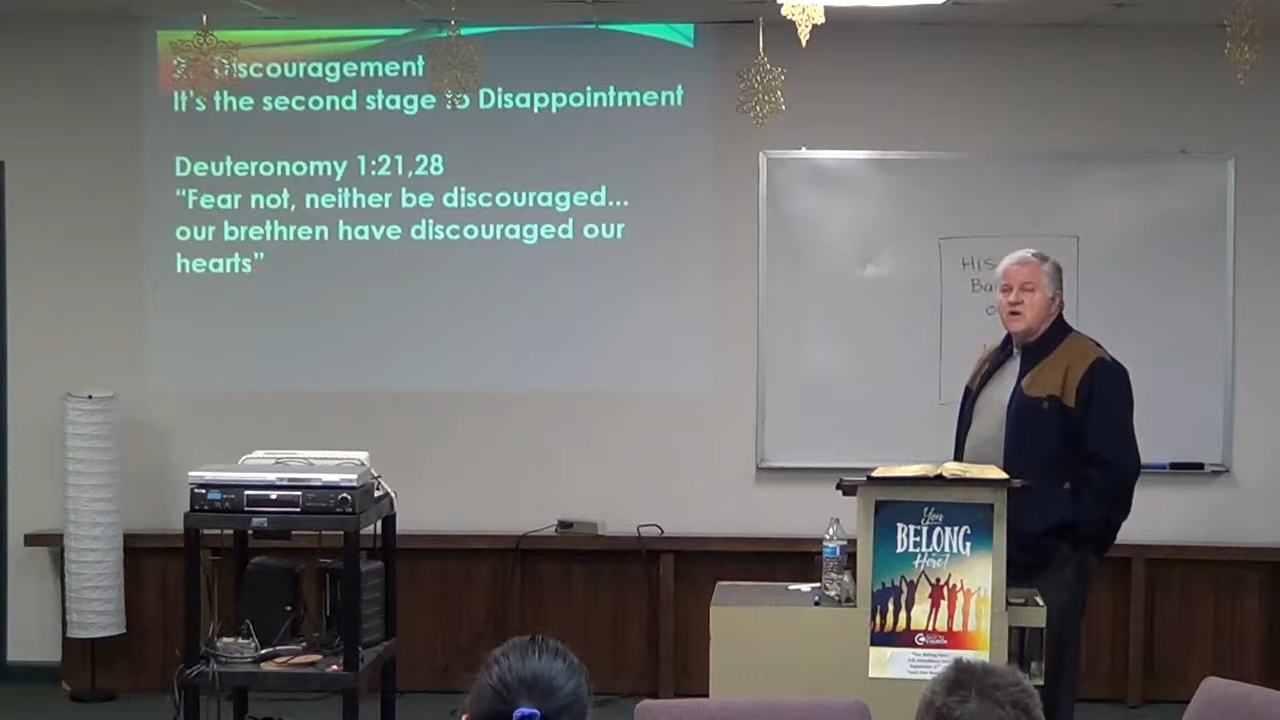 Discouragement
It's the second stage to Disappointment
Deuteronomy 1:21,28
“Fear not, neither be discouraged...
our brethren have discouraged our
hearts”
You
BELONG
Here!
CHURCH